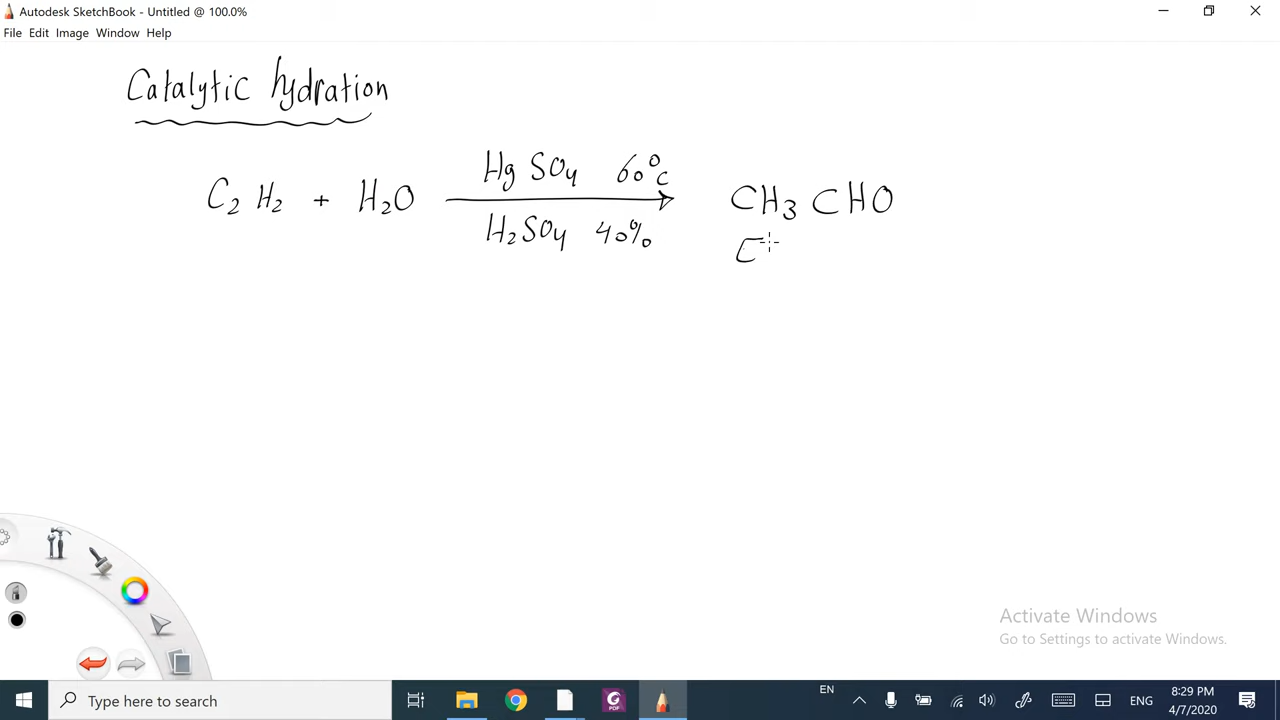 Autodesk SketchBook - Untitled @ 100.0%
File Edit Image Window Help
Catalytic hydration
HgSO4 60°c
C2 H2 + H2O CH3 CHO
H2SO4 40%
E
Activate Windows
Go to Settings to activate Windows.
PDF
Type here to search
EN
ENG
8:29 PM
4/7/2020